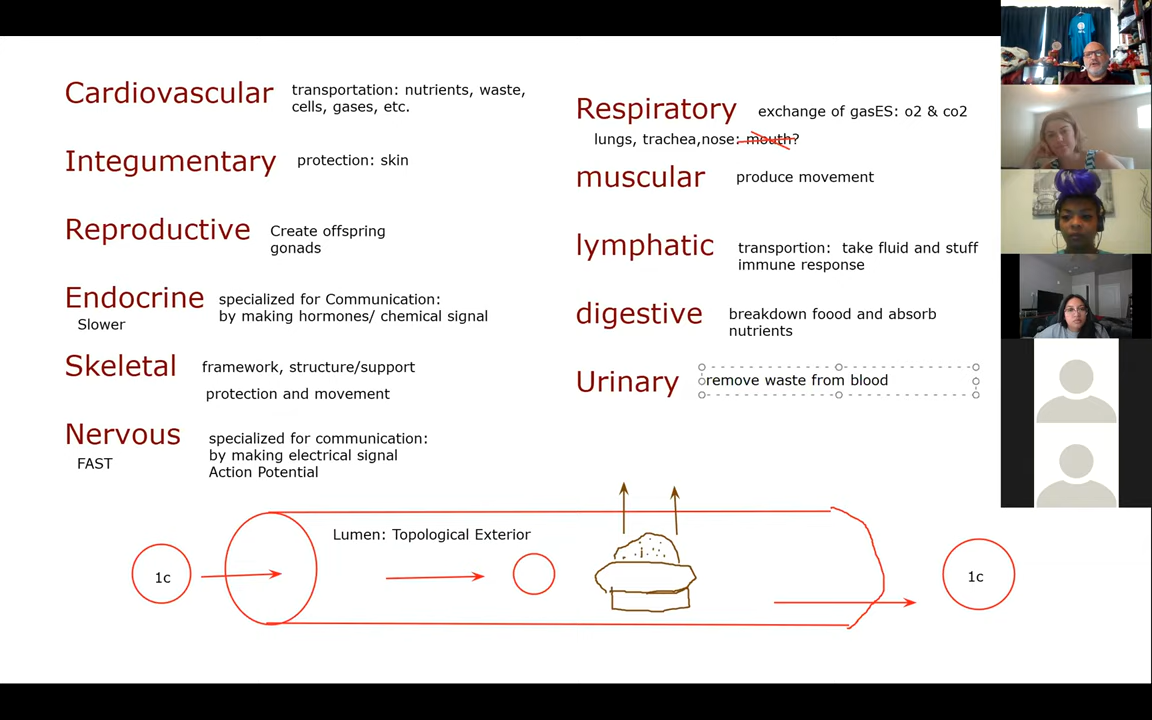 Cardiovascular
transportation: nutrients, waste,
cells, gases, etc.
Integumentary
protection: skin
Reproductive
Create offspring
gonads
Endocrine
Slower
specialized for Communication:
by making hormones/ chemical signal
Skeletal
framework, structure/support
protection and movement
Nervous
FAST
specialized for communication:
by making electrical signal
Action Potential
Respiratory
exchange of gasES: o2 & co2
lungs, trachea,nose: mouth?
muscular
produce movement
lymphatic
transportion: take fluid and stuff
immune response
digestive
breakdown foood and absorb
nutrients
Urinary
remove waste from blood
Lumen: Topological Exterior
1c
1c